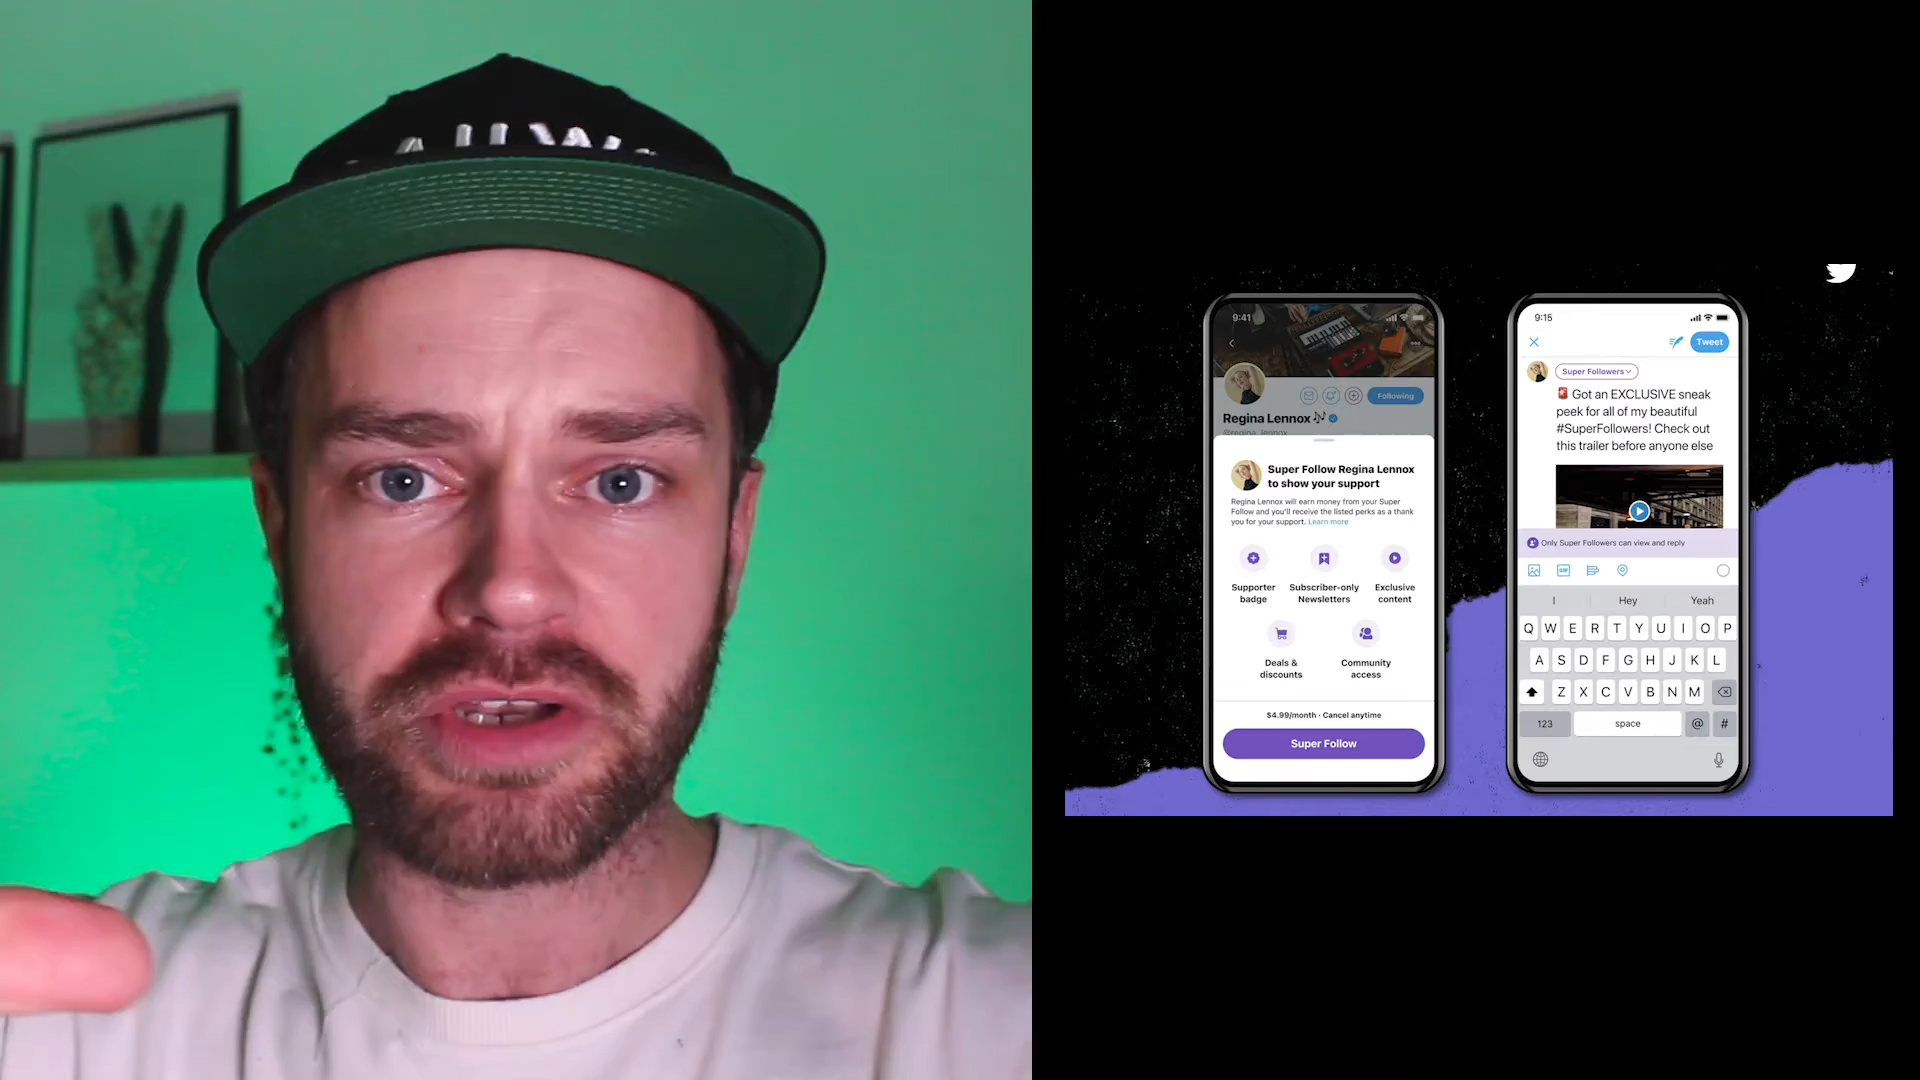 9:41
Following
Regina Lennox
@regina_lennox
Super Follow Regina Lennox
to show your support
Regina Lennox will earn money from your Super
Follow and you'll receive the listed perks as a thank
you for your support. Learn more
Supporter
badge
Subscriber-only
Newsletters
Exclusive
content
Deals &
discounts
Community
access
$4.99/month · Cancel anytime
Super Follow
9:15
Tweet
Super Followers
🚨 Got an EXCLUSIVE sneak
peek for all of my beautiful
#SuperFollowers! Check out
this trailer before anyone else
Only Super Followers can view and reply
GIF
I Hey Yeah
Q W E R T Y U I O P
A S D F G H J K L
Z X C V B N M
123 space @ #